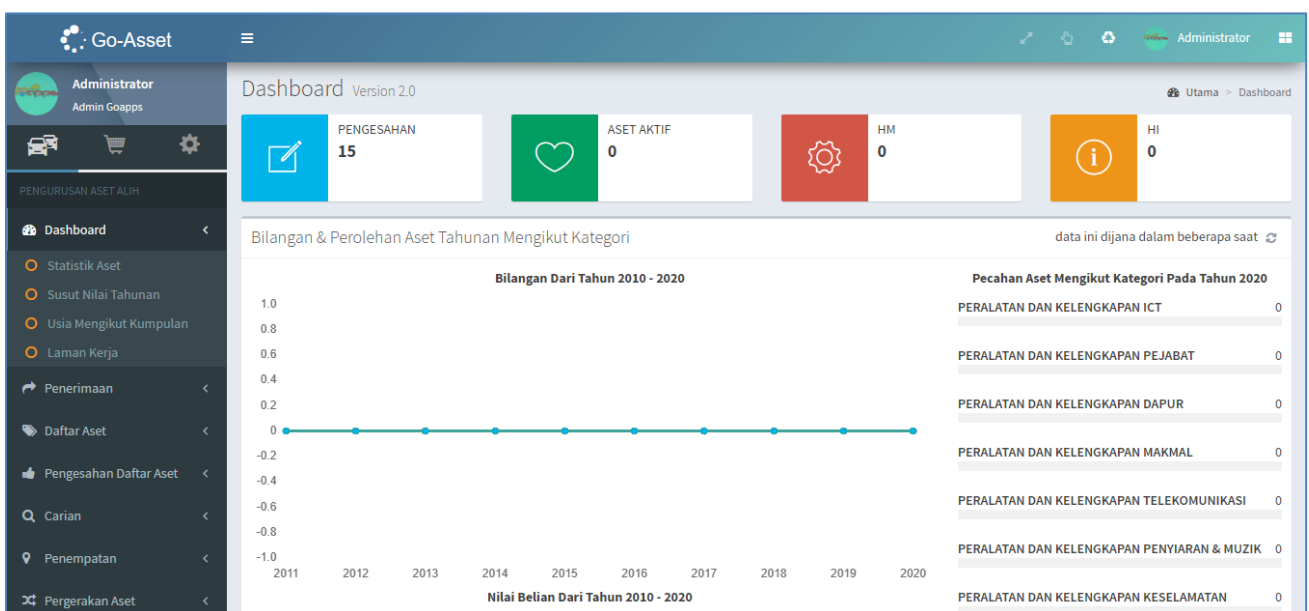 Go-Asset
Administrator
Administrator
Admin Goapps
PENGURUSAN ASET ALIH
Dashboard
Statistik Aset
Susut Nilai Tahunan
Usia Mengikut Kumpulan
Laman Kerja
Penerimaan
Daftar Aset
Pengesahan Daftar Aset
Carian
Penempatan
Pergerakan Aset
Dashboard Version 2.0
Utama > Dashboard
PENGESAHAN
15
ASET AKTIF
0
HM
0
HI
0
Bilangan & Perolehan Aset Tahunan Mengikut Kategori
data ini dijana dalam beberapa saat
Bilangan Dari Tahun 2010 - 2020
1.0
0.8
0.6
0.4
0.2
0
-0.2
-0.4
-0.6
-0.8
-1.0
2011 2012 2013 2014 2015 2016 2017 2018 2019 2020
Nilai Belian Dari Tahun 2010 - 2020
Pecahan Aset Mengikut Kategori Pada Tahun 2020
PERALATAN DAN KELENGKAPAN ICT 0
PERALATAN DAN KELENGKAPAN PEJABAT 0
PERALATAN DAN KELENGKAPAN DAPUR 0
PERALATAN DAN KELENGKAPAN MAKMAL 0
PERALATAN DAN KELENGKAPAN TELEKOMUNIKASI 0
PERALATAN DAN KELENGKAPAN PENYIARAN & MUZIK 0
PERALATAN DAN KELENGKAPAN KESELAMATAN 0